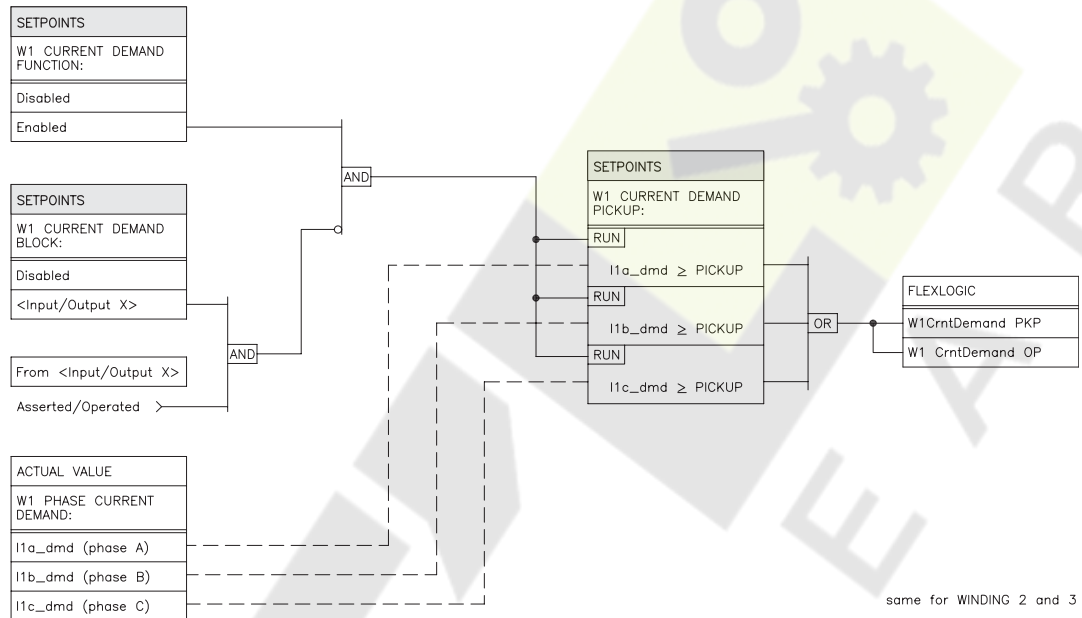 SETPOINTS
W1 CURRENT DEMAND
FUNCTION:
Disabled
Enabled
AND
SETPOINTS
W1 CURRENT DEMAND
BLOCK:
Disabled
<Input/Output X>
AND
From <Input/Output X>
Asserted/Operated
ACTUAL VALUE
W1 PHASE CURRENT
DEMAND:
I1a_dmd (phase A)
I1b_dmd (phase B)
I1c_dmd (phase C)
SETPOINTS
W1 CURRENT DEMAND
PICKUP:
RUN
I1a_dmd ≥ PICKUP
RUN
I1b_dmd ≥ PICKUP
RUN
I1c_dmd ≥ PICKUP
OR
FLEXLOGIC
W1CrntDemand PKP
W1 CrntDemand OP
same for WINDING 2 and 3